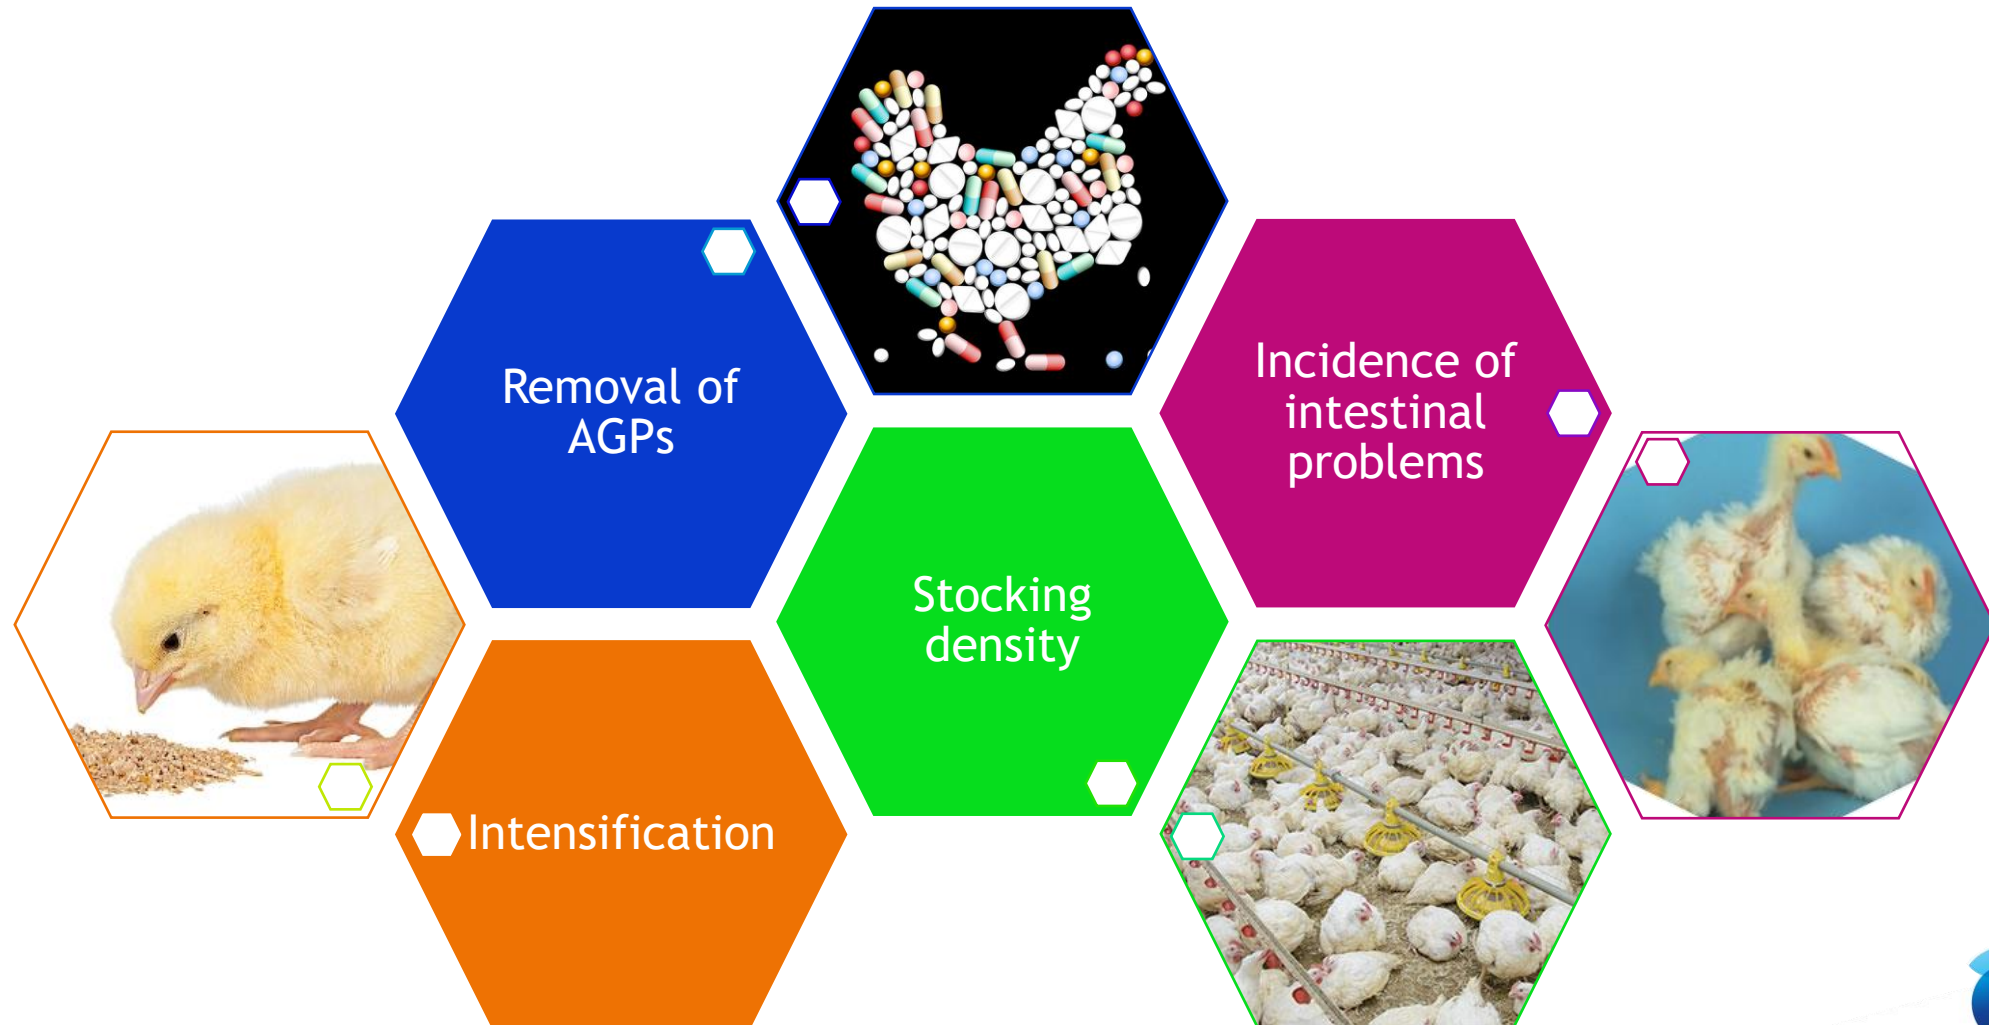 Removal of
AGPs
Incidence of
intestinal
problems
Stocking
density
Intensification